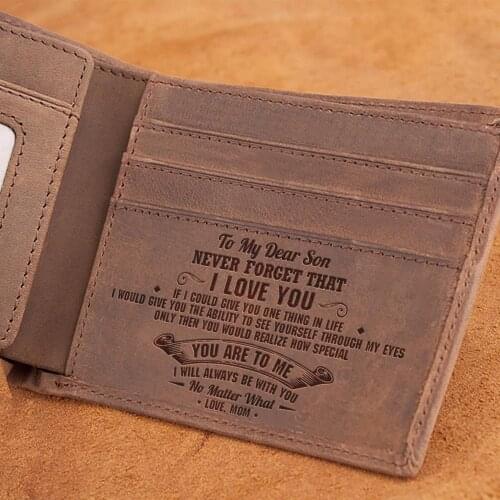 To My Dear Son
NEVER FORGET THAT
I LOVE YOU
IF I COULD GIVE YOU ONE THING IN LIFE
I WOULD GIVE YOU THE ABILITY TO SEE YOURSELF THROUGH MY EYES
ONLY THEN YOU WOULD REALIZE HOW SPECIAL
YOU ARE TO ME
I WILL ALWAYS BE WITH YOU
No Matter What
• LOVE, MOM •